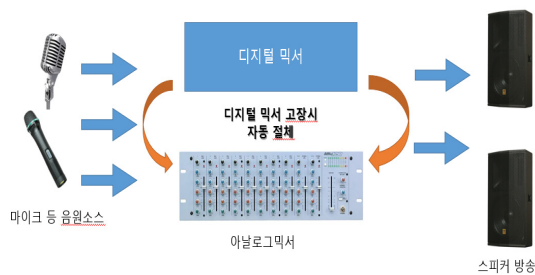 디지털 믹서
디지털 믹서 고장시
자동 절체
마이크 등 음원소스
아날로그믹서
스피커 방송